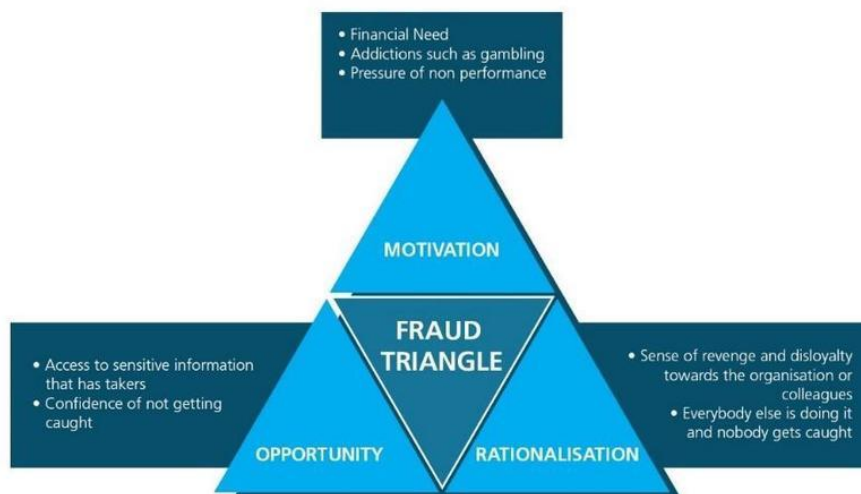 • Financial Need
• Addictions such as gambling
• Pressure of non performance
MOTIVATION
FRAUD
TRIANGLE
• Access to sensitive information
that has takers
• Confidence of not getting
caught
• Sense of revenge and disloyalty
towards the organisation or
colleagues
• Everybody else is doing it
and nobody gets caught
OPPORTUNITY
RATIONALISATION